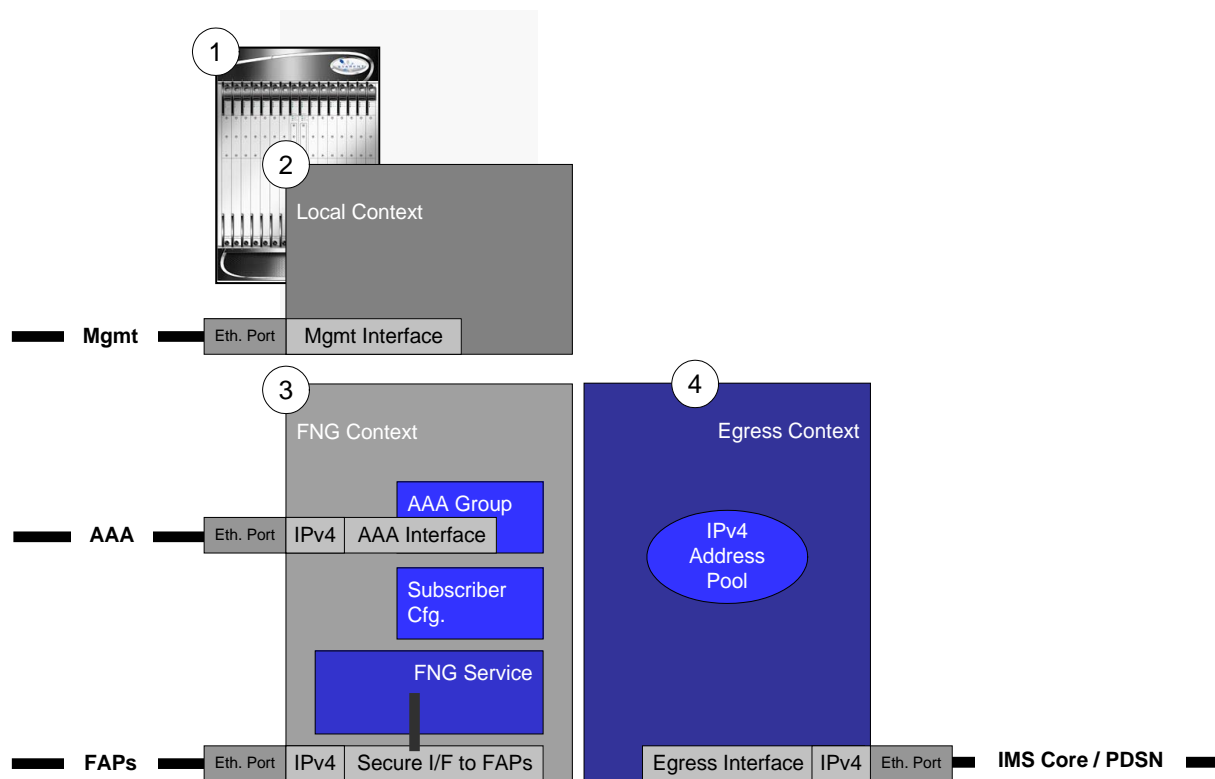 1
2
Local Context
Mgmt
Eth. Port
Mgmt Interface
3
4
FNG Context
Egress Context
AAA Group
AAA
Eth. Port
IPv4
AAA Interface
IPv4
Address
Pool
Subscriber
Cfg.
FNG Service
FAPs
Eth. Port
IPv4
Secure I/F to FAPs
Egress Interface
IPv4
Eth. Port
IMS Core / PDSN